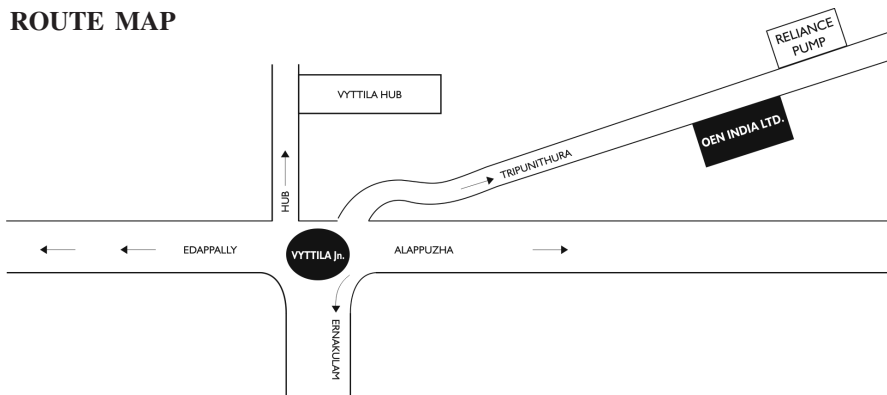 ROUTE MAP
RELIANCE
PUMP
VYTTILA HUB
OEN INDIA LTD.
TRIPUNITHURA
HUB
EDAPPALLY
VYTTILA Jn.
ALAPPUZHA
ERNAKULAM